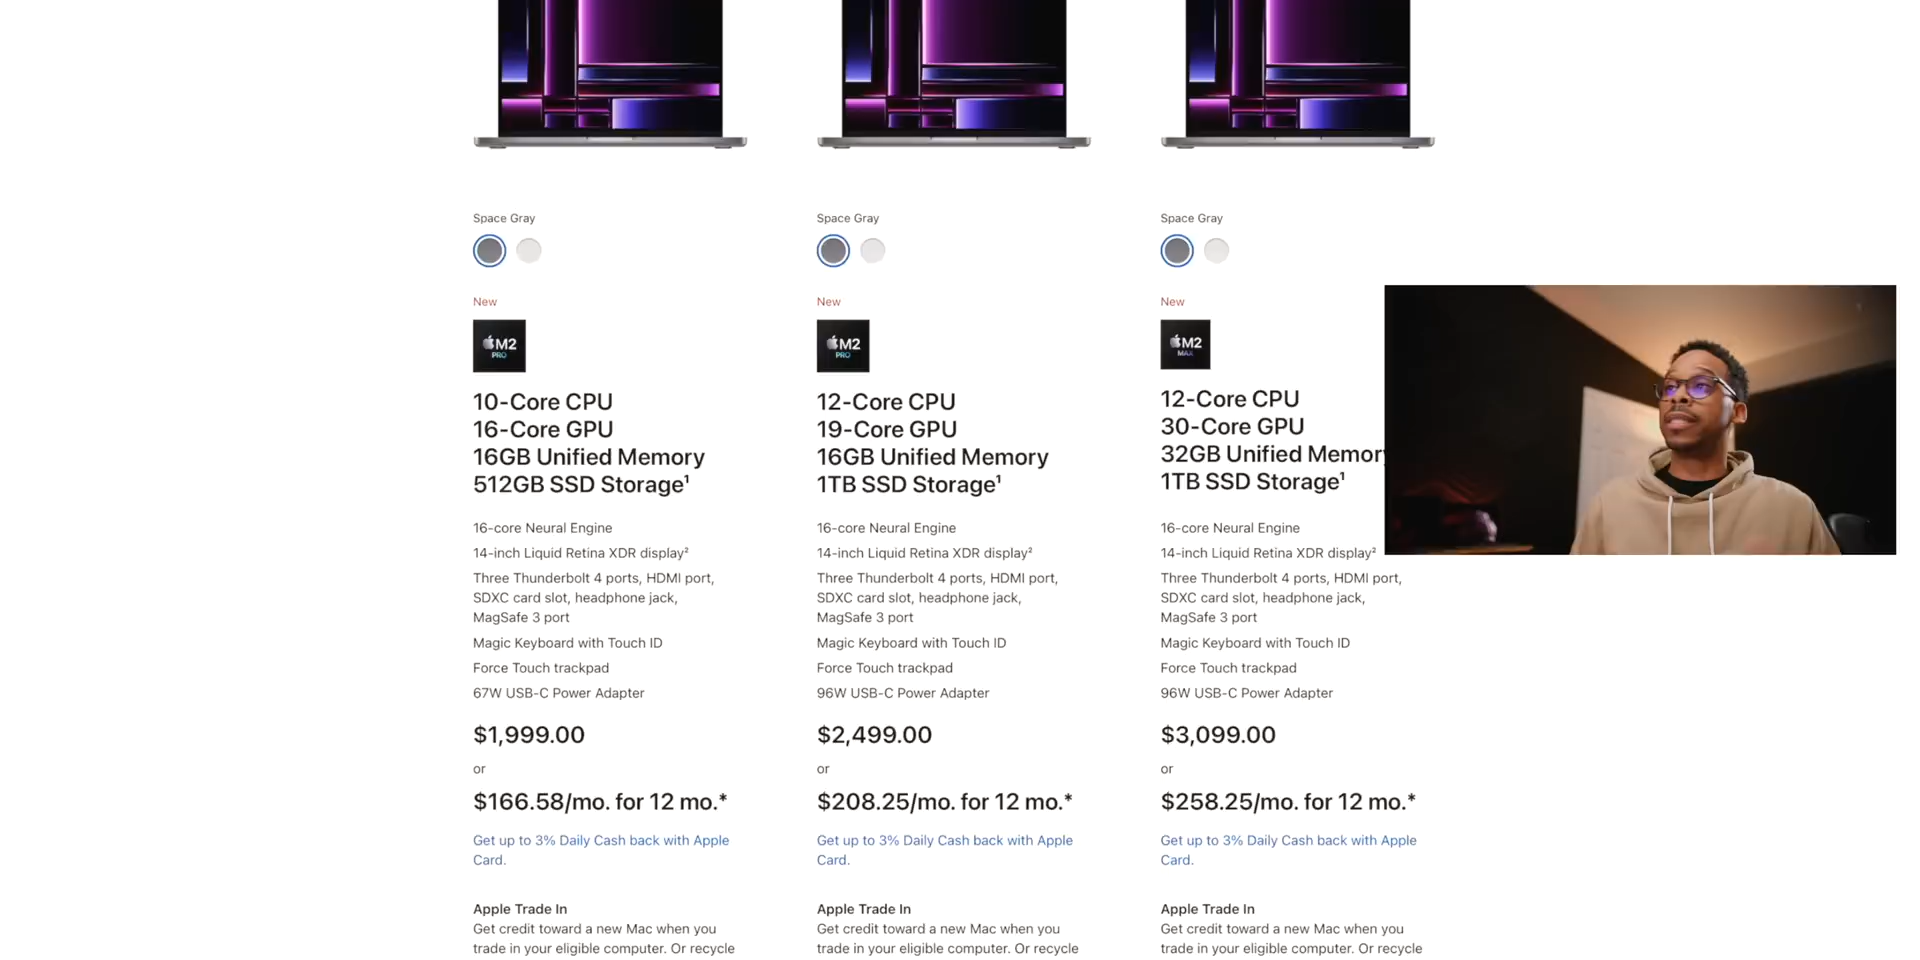 Space Gray
New
M2
PRO
10-Core CPU
16-Core GPU
16GB Unified Memory
512GB SSD Storage¹
16-core Neural Engine
14-inch Liquid Retina XDR display²
Three Thunderbolt 4 ports, HDMI port,
SDXC card slot, headphone jack,
MagSafe 3 port
Magic Keyboard with Touch ID
Force Touch trackpad
67W USB-C Power Adapter
$1,999.00
or
$166.58/mo. for 12 mo.*
Get up to 3% Daily Cash back with Apple
Card.
Apple Trade In
Get credit toward a new Mac when you
trade in your eligible computer. Or recycle
Space Gray
New
M2
PRO
12-Core CPU
19-Core GPU
16GB Unified Memory
1TB SSD Storage¹
16-core Neural Engine
14-inch Liquid Retina XDR display²
Three Thunderbolt 4 ports, HDMI port,
SDXC card slot, headphone jack,
MagSafe 3 port
Magic Keyboard with Touch ID
Force Touch trackpad
96W USB-C Power Adapter
$2,499.00
or
$208.25/mo. for 12 mo.*
Get up to 3% Daily Cash back with Apple
Card.
Apple Trade In
Get credit toward a new Mac when you
trade in your eligible computer. Or recycle
Space Gray
New
M2
MAX
12-Core CPU
30-Core GPU
32GB Unified Memory
1TB SSD Storage¹
16-core Neural Engine
14-inch Liquid Retina XDR display²
Three Thunderbolt 4 ports, HDMI port,
SDXC card slot, headphone jack,
MagSafe 3 port
Magic Keyboard with Touch ID
Force Touch trackpad
96W USB-C Power Adapter
$3,099.00
or
$258.25/mo. for 12 mo.*
Get up to 3% Daily Cash back with Apple
Card.
Apple Trade In
Get credit toward a new Mac when you
trade in your eligible computer. Or recycle